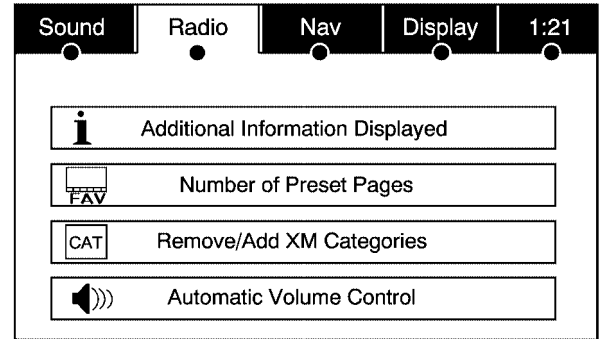 Sound Radio Nav Display 1:21
i Additional Information Displayed
FAV Number of Preset Pages
CAT Remove/Add XM Categories
Automatic Volume Control